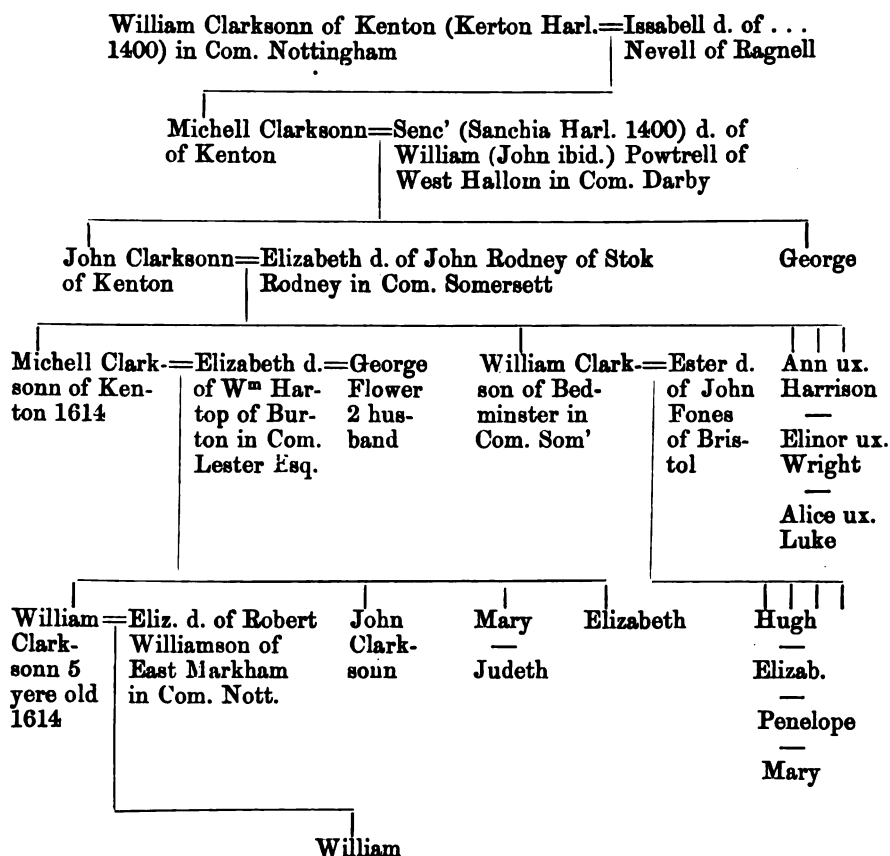 William Clarksonn of Kenton (Kerton Harl.=Issabell d. of . . .
1400) in Com. Nottingham
Nevell of Ragnell
Michell Clarksonn=Senc' (Sanchia Harl. 1400) d. of
of Kenton
William (John ibid.) Powtrell of
West Hallom in Com. Darby
John Clarksonn=Elizabeth d. of John Rodney of Stok
of Kenton
Rodney in Com. Somersett
George
Michell Clark-=Elizabeth d.=George
sonn of Ken-
ton 1614
of Wm Har-
top of Bur-
ton in Com.
Lester Esq.
Flower
2 hus-
band
William Clark-=Ester d.
son of Bed-
minster in
Com. Som'
of John
Fones
of Bris-
tol
Ann ux.
Harrison
—
Elinor ux.
Wright
—
Alice ux.
Luke
William=Eliz. d. of Robert
Clark-
sonn 5
yere old
1614
Williamson of
East Markham
in Com. Nott.
John
Clark-
sonn
Mary
—
Judeth
Elizabeth
Hugh
—
Elizab.
—
Penelope
—
Mary
William